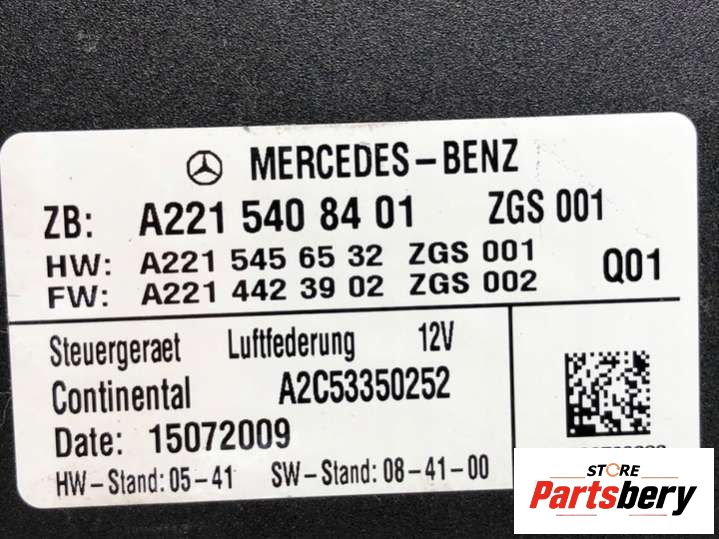 MERCEDES-BENZ
ZB: A221 540 84 01 ZGS 001
HW: A221 545 65 32 ZGS 001
FW: A221 442 39 02 ZGS 002 Q01
Steuergeraet Luftfederung 12V
Continental A2C53350252
Date: 15072009
HW-Stand: 05-41 SW-Stand: 08-41-00
STORE
Partsbery